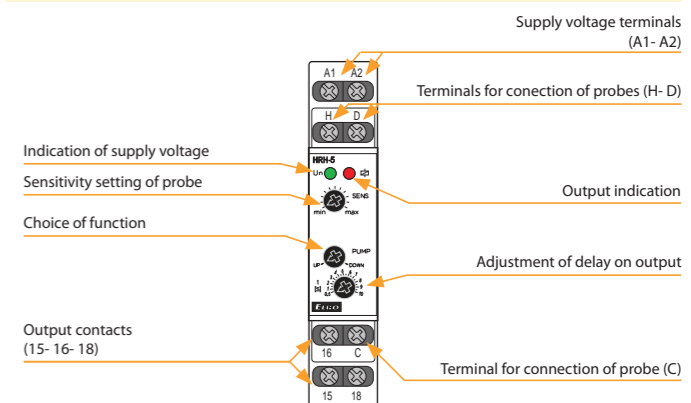 Supply voltage terminals
(A1- A2)
A1 A2
Terminals for conection of probes (H- D)
H D
Indication of supply voltage
HRH-5
Un
Sensitivity setting of probe
SENS
Output indication
min max
Choice of function
PUMP
UP DOWN
Adjustment of delay on output
ELKO
Output contacts
(15- 16- 18)
16 C
Terminal for connection of probe (C)
15 18